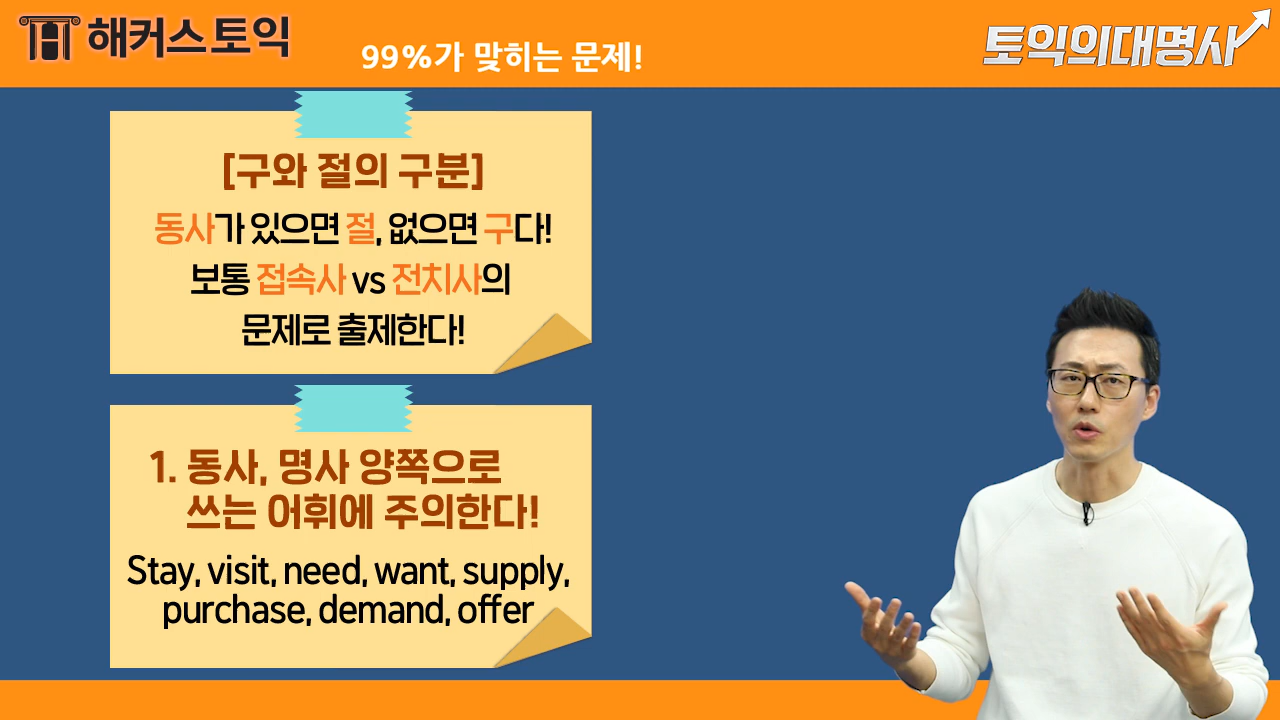 해커스토익
99%가 맞히는 문제!
토익의대명사
[구와 절의 구분]
동사가 있으면 절, 없으면 구다!
보통 접속사 vs 전치사의
문제로 출제한다!
1. 동사, 명사 양쪽으로
쓰는 어휘에 주의한다!
Stay, visit, need, want, supply,
purchase, demand, offer